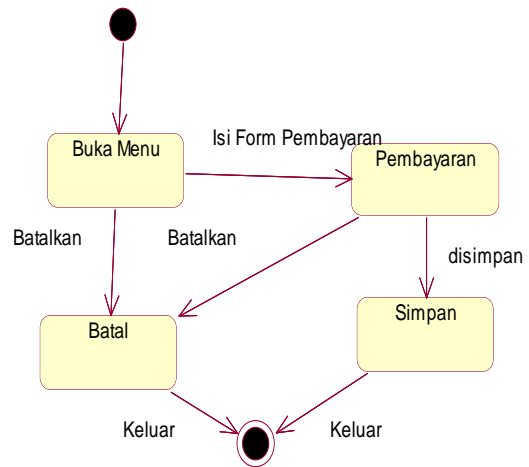 Isi Form Pembayaran
Buka Menu
Pembayaran
Batalkan
Batalkan
disimpan
Batal
Simpan
Keluar
Keluar